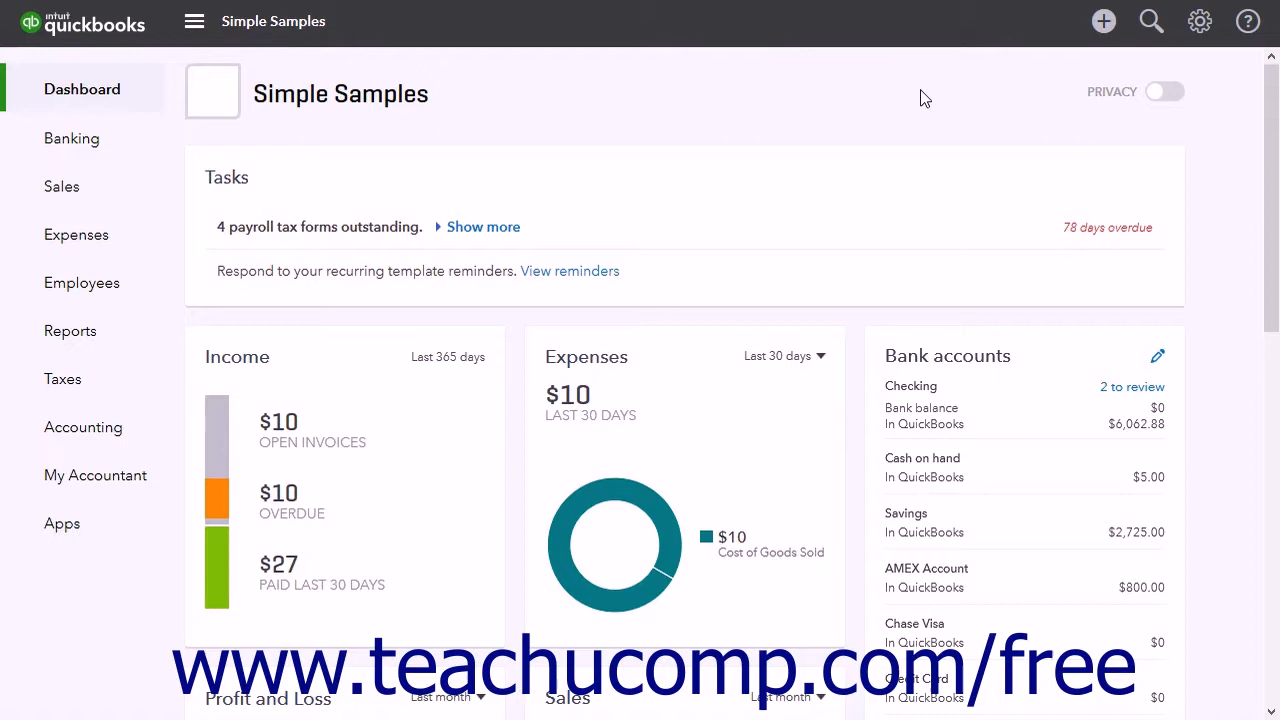 intuit
quickbooks
Simple Samples
Dashboard
Banking
Sales
Expenses
Employees
Reports
Taxes
Accounting
My Accountant
Apps
Simple Samples
PRIVACY
Tasks
4 payroll tax forms outstanding. Show more 78 days overdue
Respond to your recurring template reminders. View reminders
Income Last 365 days
$10
OPEN INVOICES
$10
OVERDUE
$27
PAID LAST 30 DAYS
Expenses Last 30 days
$10
LAST 30 DAYS
$10
Cost of Goods Sold
Bank accounts
Checking 2 to review
Bank balance $0
In QuickBooks $6,062.88
Cash on hand
In QuickBooks $5.00
Savings
In QuickBooks $2,725.00
AMEX Account
In QuickBooks $800.00
Chase Visa
In QuickBooks $0
Credit Card
In QuickBooks $0
Profit and Loss Last month
Sales Last month
www.teachucomp.com/free